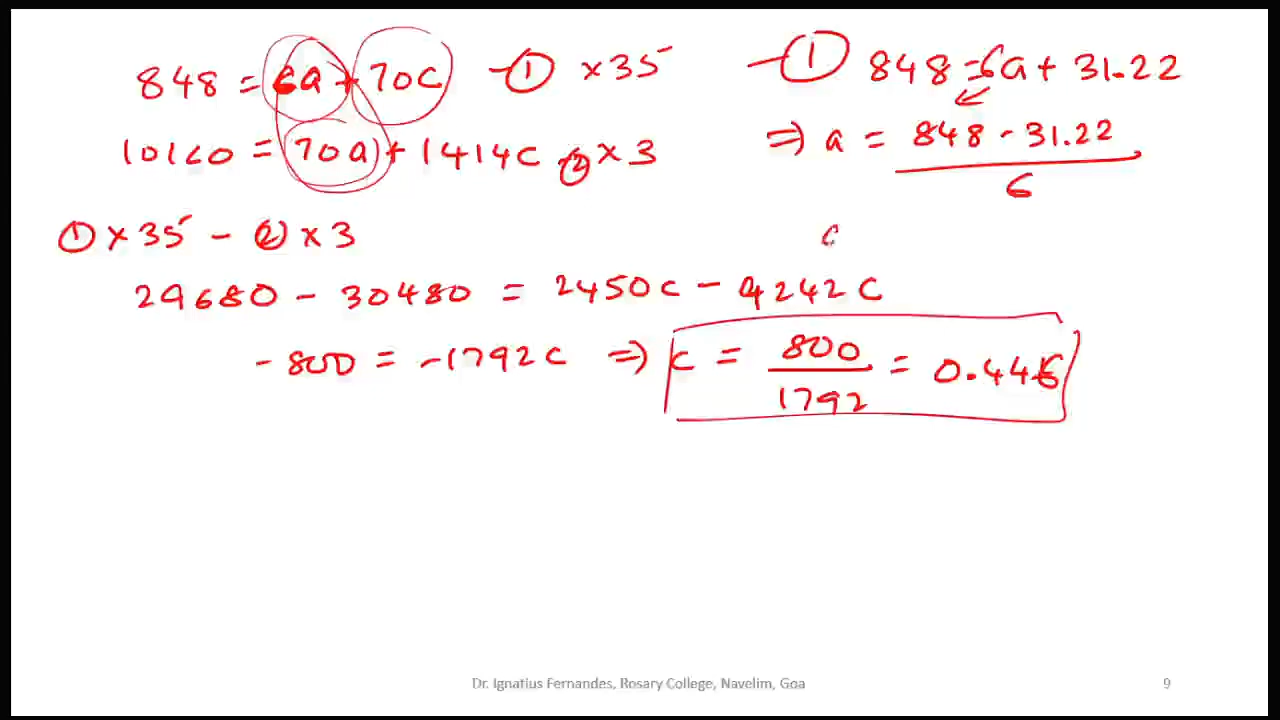 848 = 6a + 70c - ① ×35
10160 = 70a + 1414c ② ×3
① × 35 - ② × 3
29680 - 30480 = 2450c - 4242c
-800 = -1792c ⇒ c = 800/1792 = 0.446
- ① 848 = 6a + 31.22
⇒ a = 848 - 31.22 / 6
Dr. Ignatius Fernandes, Rosary College, Navelim, Goa
9